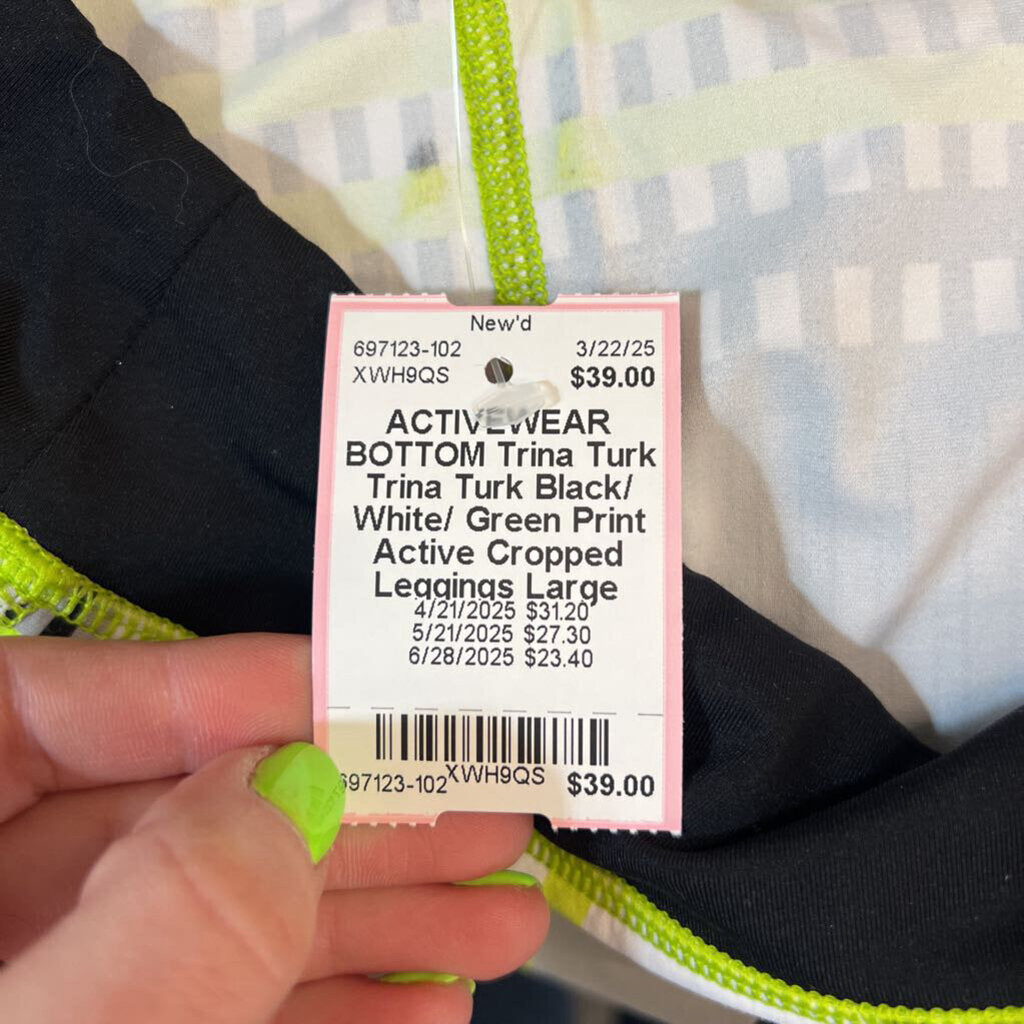 New'd
697123-102 3/22/25
XWH9QS $39.00
ACTIVEWEAR
BOTTOM Trina Turk
Trina Turk Black/
White/ Green Print
Active Cropped
Leggings Large
4/21/2025 $31.20
5/21/2025 $27.30
6/28/2025 $23.40
697123-102 XWH9QS $39.00